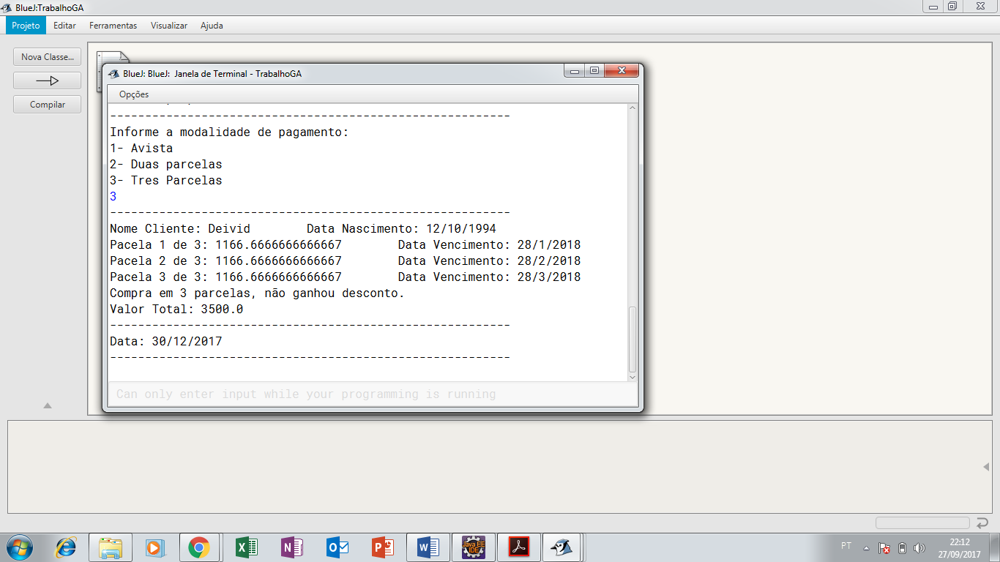 BlueJ:TrabalhoGA
Projeto Editar Ferramentas Visualizar Ajuda
Nova Classe...
Compilar
BlueJ: BlueJ: Janela de Terminal - TrabalhoGA
Opções
---------------------------------------------------------
Informe a modalidade de pagamento:
1- Avista
2- Duas parcelas
3- Tres Parcelas
3
---------------------------------------------------------
Nome Cliente: Deivid Data Nascimento: 12/10/1994
Pacela 1 de 3: 1166.6666666666667 Data Vencimento: 28/1/2018
Pacela 2 de 3: 1166.6666666666667 Data Vencimento: 28/2/2018
Pacela 3 de 3: 1166.6666666666667 Data Vencimento: 28/3/2018
Compra em 3 parcelas, não ganhou desconto.
Valor Total: 3500.0
---------------------------------------------------------
Data: 30/12/2017
---------------------------------------------------------
Can only enter input while your programming is running
Java EE
IDE
PT
22:12
27/09/2017